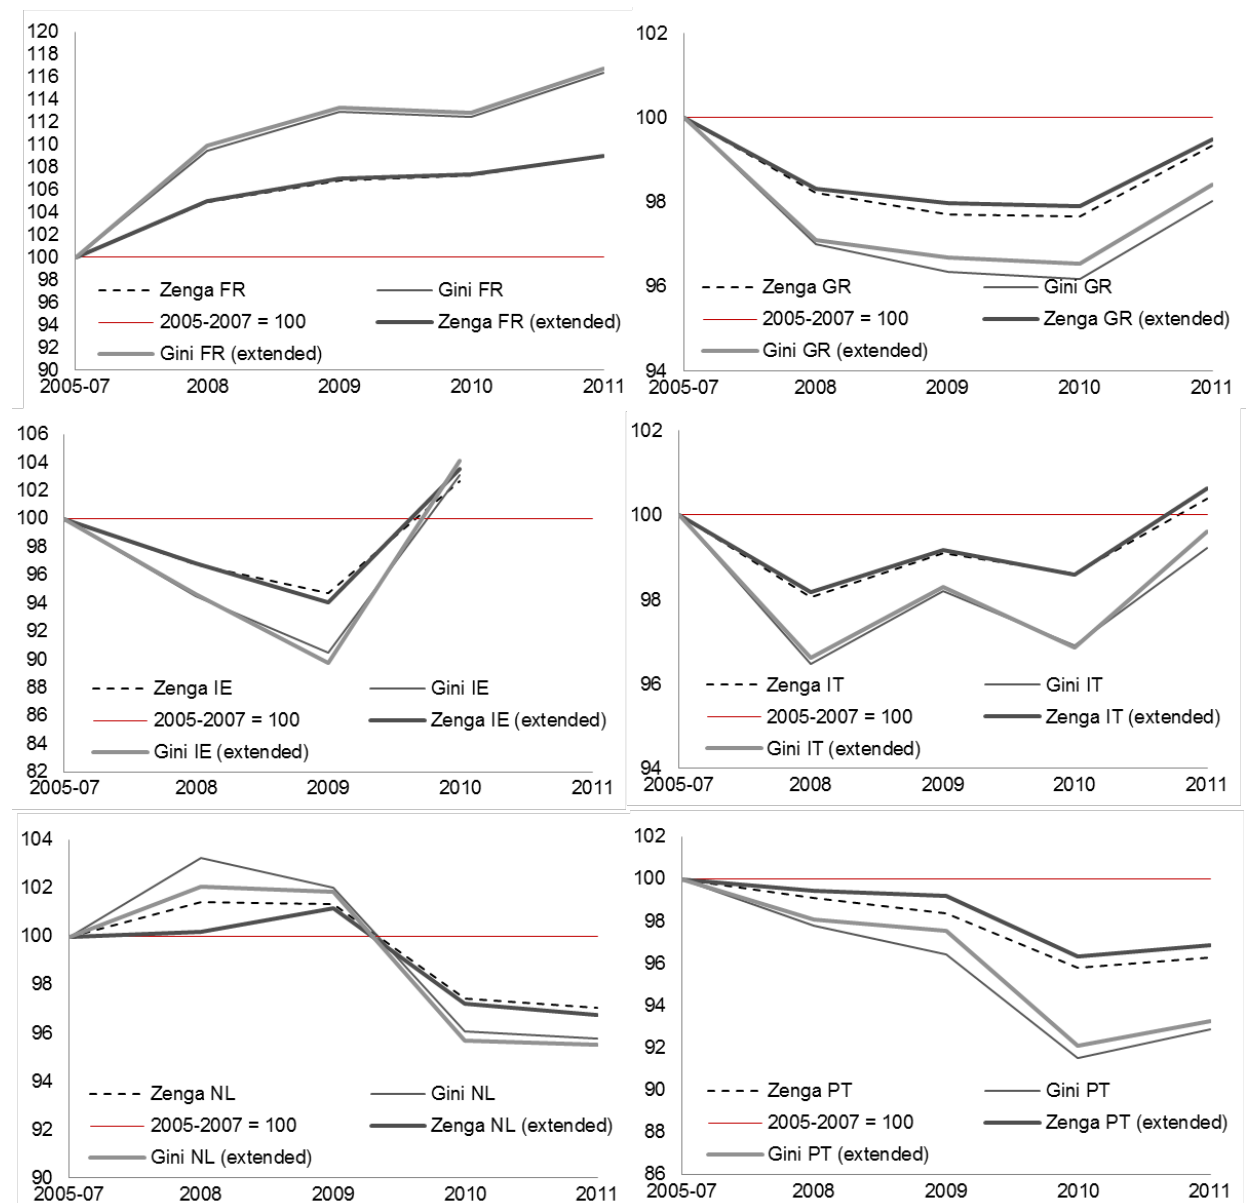 120
118
116
114
112
110
108
106
104
102
100
98
96
94
92
90
Zenga FR Gini FR
2005-2007 = 100 Zenga FR (extended)
Gini FR (extended)
2005-07 2008 2009 2010 2011
102
100
98
96
94
Zenga GR Gini GR
2005-2007 = 100 Zenga GR (extended)
Gini GR (extended)
2005-07 2008 2009 2010 2011
106
104
102
100
98
96
94
92
90
88
86
84
82
Zenga IE Gini IE
2005-2007 = 100 Zenga IE (extended)
Gini IE (extended)
2005-07 2008 2009 2010 2011
102
100
98
96
94
Zenga IT Gini IT
2005-2007 = 100 Zenga IT (extended)
Gini IT (extended)
2005-07 2008 2009 2010 2011
104
102
100
98
96
94
92
90
Zenga NL Gini NL
2005-2007 = 100 Zenga NL (extended)
Gini NL (extended)
2005-07 2008 2009 2010 2011
102
100
98
96
94
92
90
88
86
Zenga PT Gini PT
2005-2007 = 100 Zenga PT (extended)
Gini PT (extended)
2005-07 2008 2009 2010 2011